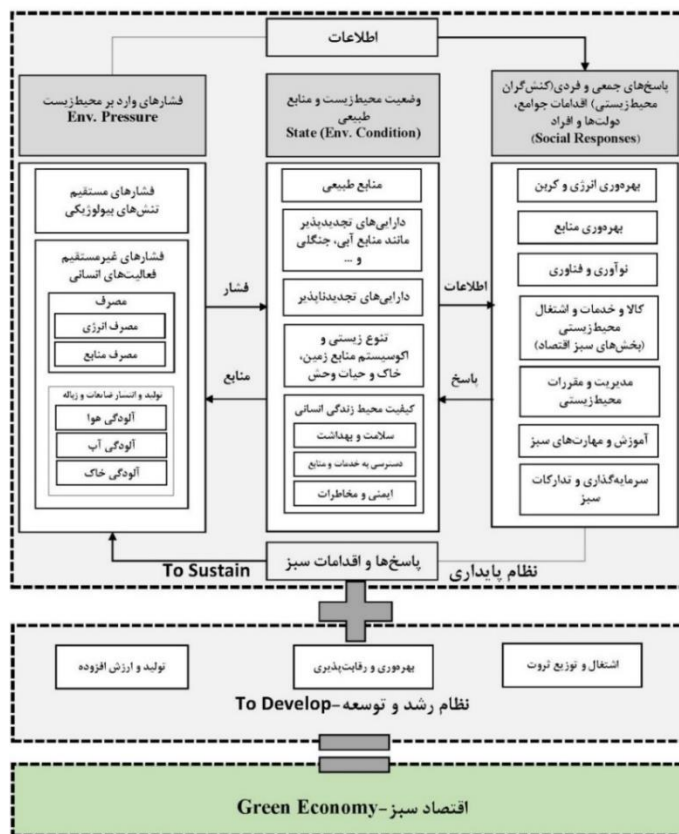 اطلاعات
پاسخ‌های جمعی و فردی(کنش‌گران
محیط‌زیستی) اقدامات جوامع،
دولت‌ها و افراد
(Social Responses)
وضعیت محیط‌زیست و منابع
طبیعی
State (Env. Condition)
فشارهای وارد بر محیط‌زیست
Env. Pressure
بهره‌وری انرژی و کربن
بهره‌وری منابع
نوآوری و فناوری
کالا و خدمات و اشتغال
محیط‌زیستی
(بخش‌های سبز اقتصاد)
مدیریت و مقررات
محیط‌زیستی
آموزش و مهارت‌های سبز
سرمایه‌گذاری و تدارکات
سبز
اطلاعات
پاسخ
منابع طبیعی
دارایی‌های تجدیدپذیر
مانند منابع آبی، جنگلی
و ...
دارایی‌های تجدیدناپذیر
تنوع زیستی و
اکوسیستم منابع زمین،
خاک و حیات وحش
کیفیت محیط زندگی انسانی
سلامت و بهداشت
دسترسی به خدمات و منابع
ایمنی و مخاطرات
فشار
منابع
فشارهای مستقیم
تنش‌های بیولوژیکی
فشارهای غیرمستقیم
فعالیت‌های انسانی
مصرف
مصرف انرژی
مصرف منابع
تولید و انتشار ضایعات و زباله
آلودگی هوا
آلودگی آب
آلودگی خاک
نظام پایداری
پاسخ‌ها و اقدامات سبز
To Sustain
اشتغال و توزیع ثروت
بهره‌وری و رقابت‌پذیری
تولید و ارزش افزوده
نظام رشد و توسعه-To Develop
اقتصاد سبز-Green Economy